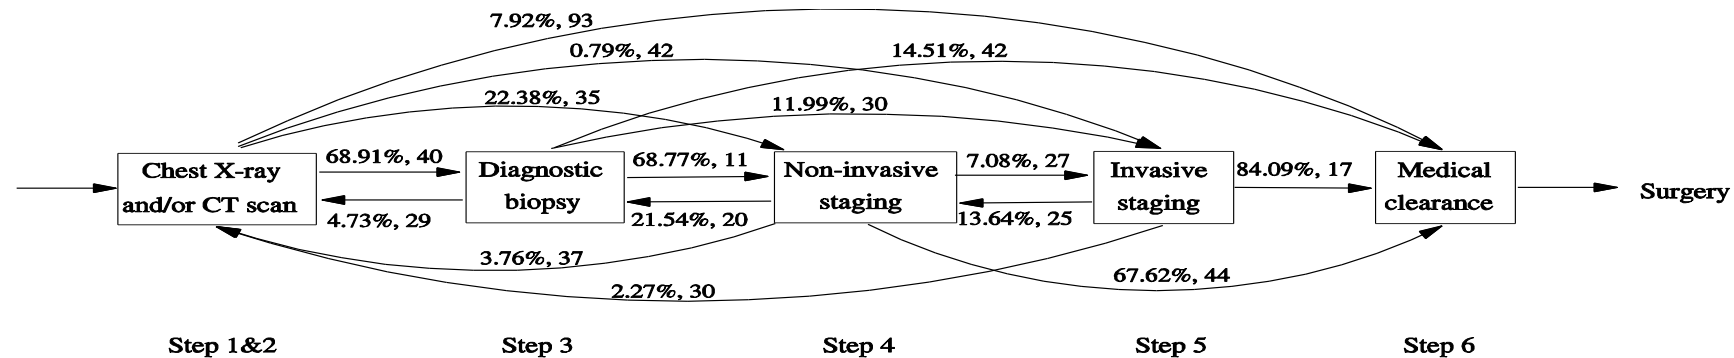 7.92%, 93
0.79%, 42
14.51%, 42
22.38%, 35
11.99%, 30
Chest X-ray
and/or CT scan
68.91%, 40
4.73%, 29
Diagnostic
biopsy
68.77%, 11
21.54%, 20
Non-invasive
staging
7.08%, 27
13.64%, 25
Invasive
staging
84.09%, 17
Medical
clearance
Surgery
3.76%, 37
2.27%, 30
67.62%, 44
Step 1&2
Step 3
Step 4
Step 5
Step 6